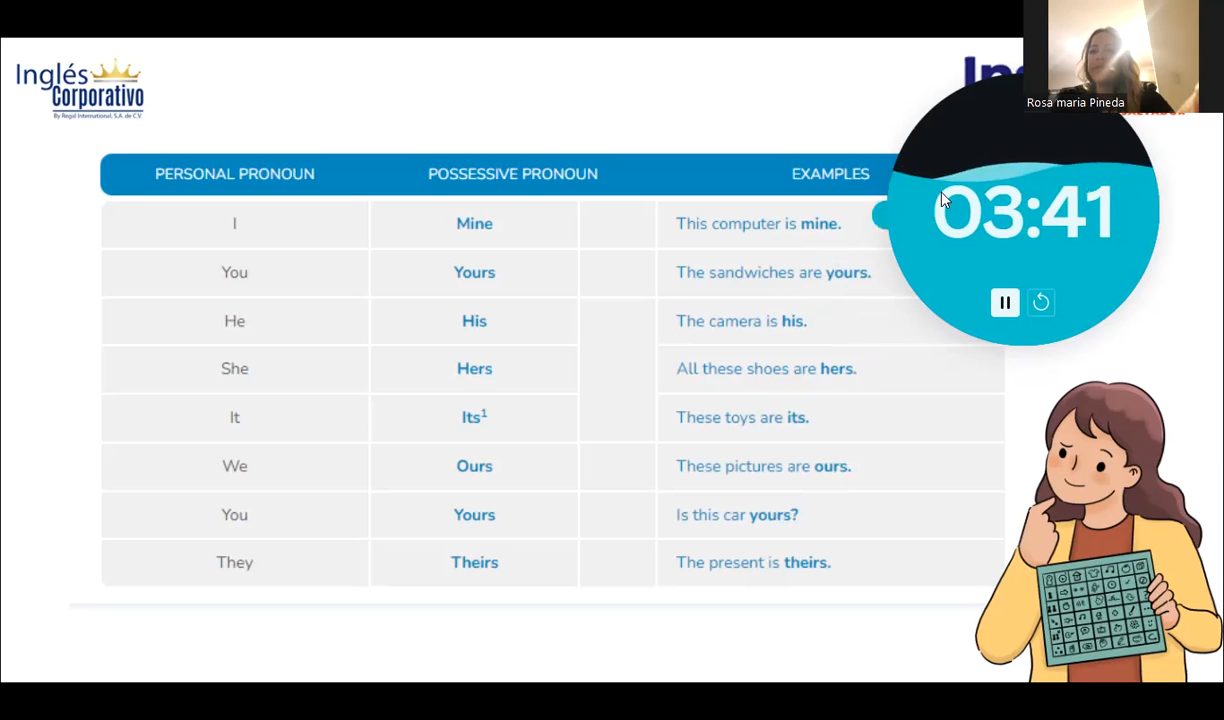 Inglés
Corporativo
By Regal International, S.A. de C.V.
Rosa maria Pineda
PERSONAL PRONOUN POSSESSIVE PRONOUN EXAMPLES
03:41
I Mine This computer is mine.
You Yours The sandwiches are yours.
He His The camera is his.
She Hers All these shoes are hers.
It Its¹ These toys are its.
We Ours These pictures are ours.
You Yours Is this car yours?
They Theirs The present is theirs.